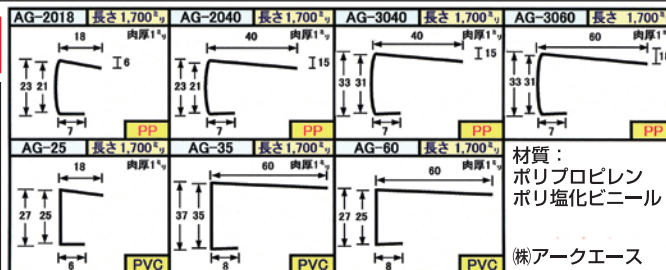 AG-2018 長さ1,700㍉
18 肉厚1㍉
6
23 21
7
PP
AG-2040 長さ1,700㍉
40 肉厚1㍉
15
23 21
7
PP
AG-3040 長さ1,700㍉
40 肉厚1㍉
15
33 31
7
PP
AG-3060 長さ 1,700㍉
60 肉厚1㍉
33 31
7
PP
AG-25 長さ1,700㍉
18 肉厚1㍉
27 25
6
PVC
AG-35 長さ1,700㍉
60 肉厚1㍉
37 35
8
PVC
AG-60 長さ1,700㍉
60 肉厚1㍉
27 25
8
PVC
材質：
ポリプロピレン
ポリ塩化ビニール
㈱アークエース